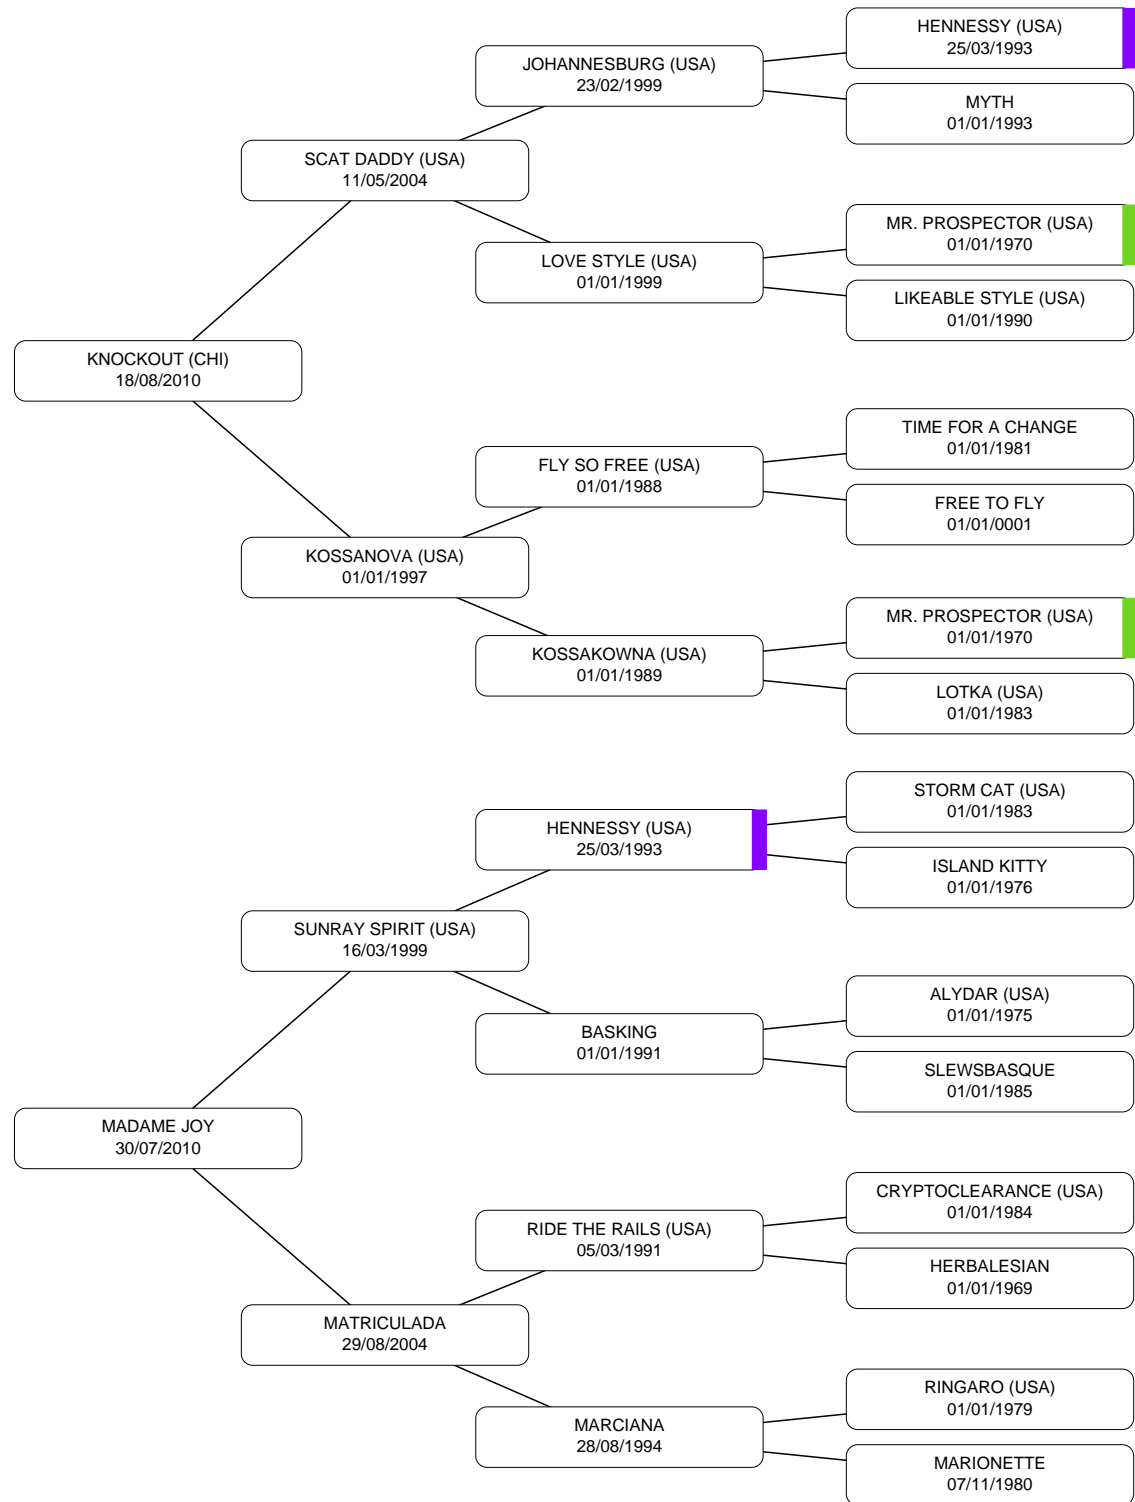 HENNESSY (USA)
25/03/1993
JOHANNESBURG (USA)
23/02/1999
MYTH
01/01/1993
SCAT DADDY (USA)
11/05/2004
MR. PROSPECTOR (USA)
01/01/1970
LOVE STYLE (USA)
01/01/1999
LIKEABLE STYLE (USA)
01/01/1990
KNOCKOUT (CHI)
18/08/2010
TIME FOR A CHANGE
01/01/1981
FLY SO FREE (USA)
01/01/1988
FREE TO FLY
01/01/0001
KOSSANOVA (USA)
01/01/1997
MR. PROSPECTOR (USA)
01/01/1970
KOSSAKOWNA (USA)
01/01/1989
LOTKA (USA)
01/01/1983
STORM CAT (USA)
01/01/1983
HENNESSY (USA)
25/03/1993
ISLAND KITTY
01/01/1976
SUNRAY SPIRIT (USA)
16/03/1999
ALYDAR (USA)
01/01/1975
BASKING
01/01/1991
SLEWSBASQUE
01/01/1985
MADAME JOY
30/07/2010
CRYPTOCLEARANCE (USA)
01/01/1984
RIDE THE RAILS (USA)
05/03/1991
HERBALESIAN
01/01/1969
MATRICULADA
29/08/2004
RINGARO (USA)
01/01/1979
MARCIANA
28/08/1994
MARIONETTE
07/11/1980